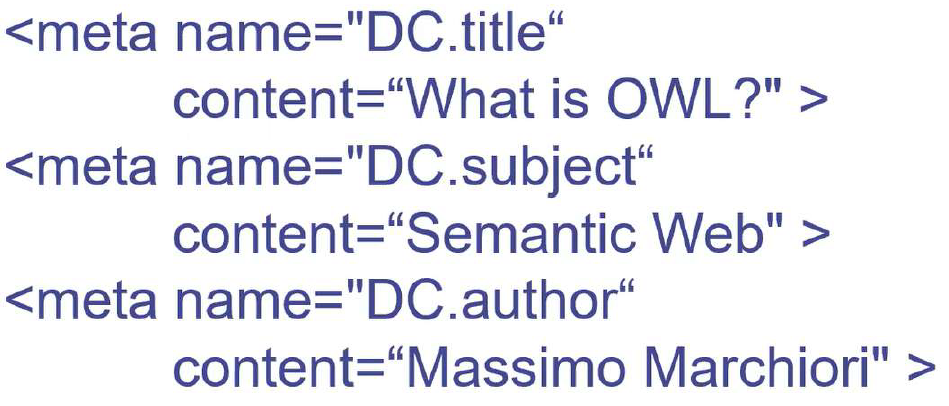 <meta name="DC.title“
content=“What is OWL?" >
<meta name="DC.subject“
content=“Semantic Web" >
<meta name="DC.author“
content=“Massimo Marchiori" >